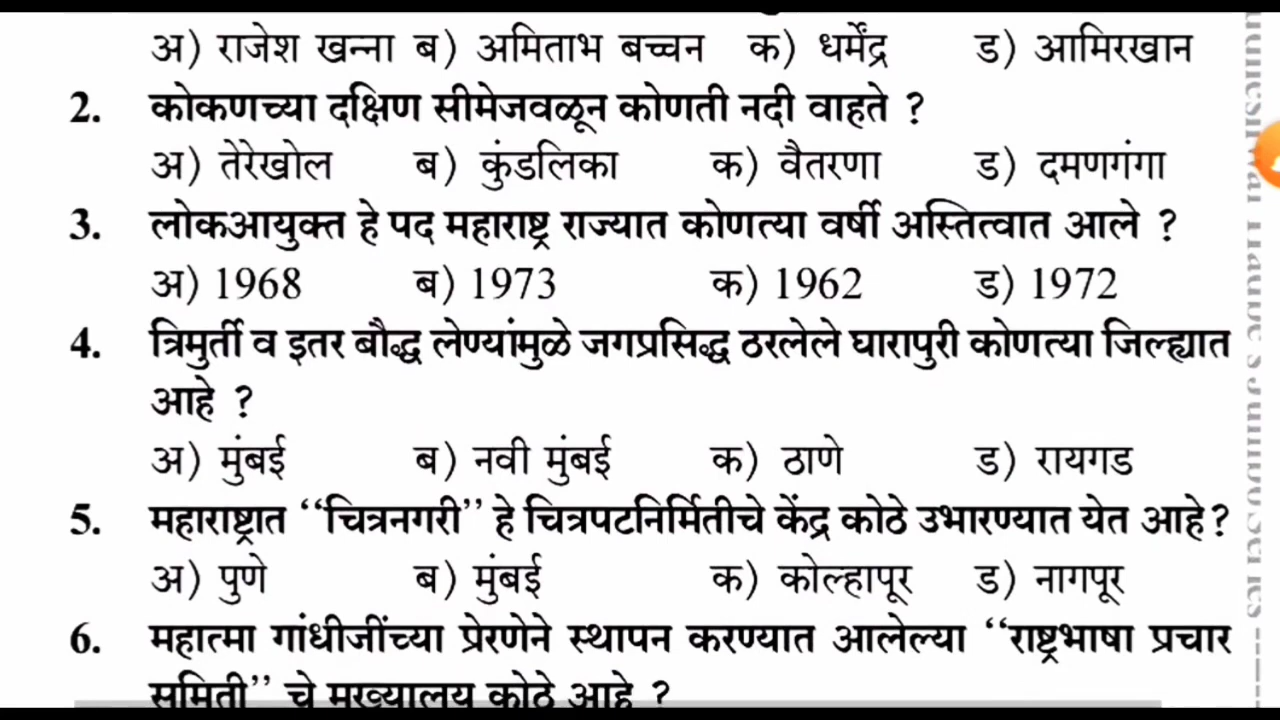 अ) राजेश खन्ना ब) अमिताभ बच्चन क) धर्मेंद्र ड) आमिरखान
2. कोकणच्या दक्षिण सीमेजवळून कोणती नदी वाहते ?
अ) तेरेखोल ब) कुंडलिका क) वैतरणा ड) दमणगंगा
3. लोकआयुक्त हे पद महाराष्ट्र राज्यात कोणत्या वर्षी अस्तित्वात आले ?
अ) 1968 ब) 1973 क) 1962 ड) 1972
4. त्रिमुर्ती व इतर बौद्ध लेण्यांमुळे जगप्रसिद्ध ठरलेले घारापुरी कोणत्या जिल्ह्यात
आहे ?
अ) मुंबई ब) नवी मुंबई क) ठाणे ड) रायगड
5. महाराष्ट्रात “चित्रनगरी” हे चित्रपटनिर्मितीचे केंद्र कोठे उभारण्यात येत आहे?
अ) पुणे ब) मुंबई क) कोल्हापूर ड) नागपूर
6. महात्मा गांधीजींच्या प्रेरणेने स्थापन करण्यात आलेल्या “राष्ट्रभाषा प्रचार
समिती” चे मुख्यालय कोठे आहे ?